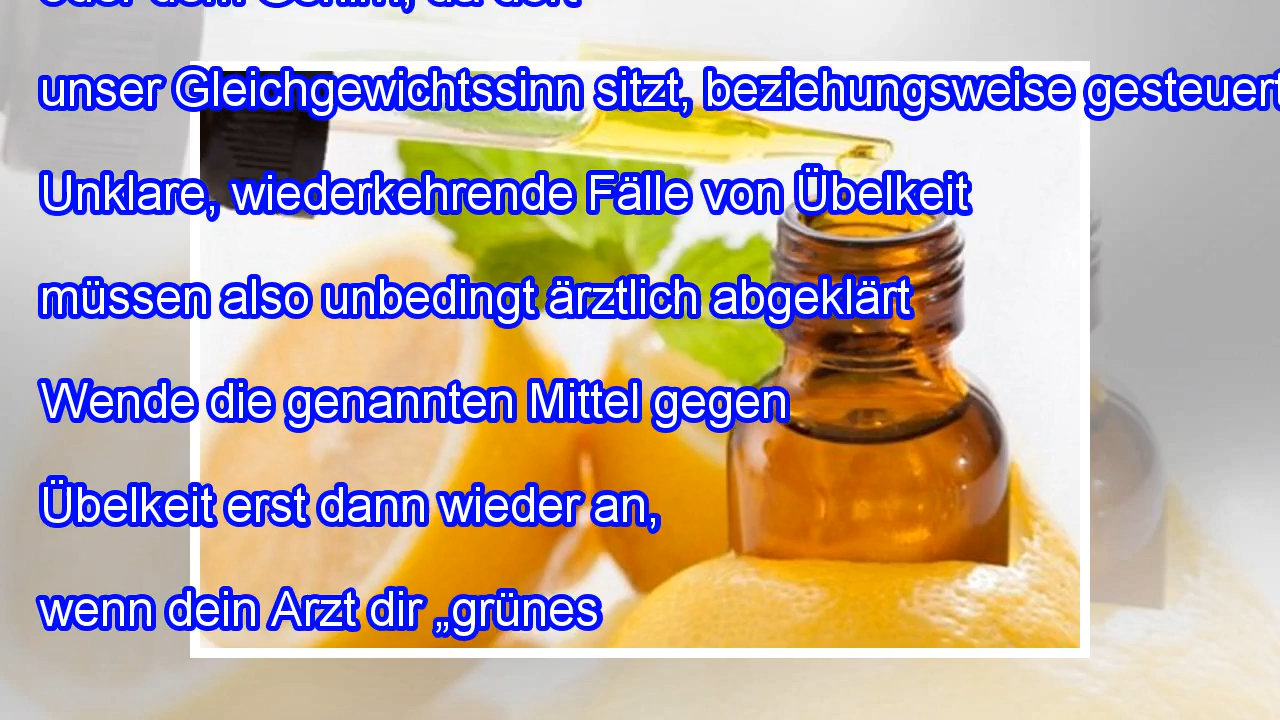 unser Gleichgewichtssinn sitzt, beziehungsweise gesteuert
Unklare, wiederkehrende Fälle von Übelkeit
müssen also unbedingt ärztlich abgeklärt
Wende die genannten Mittel gegen
Übelkeit erst dann wieder an,
wenn dein Arzt dir „grünes